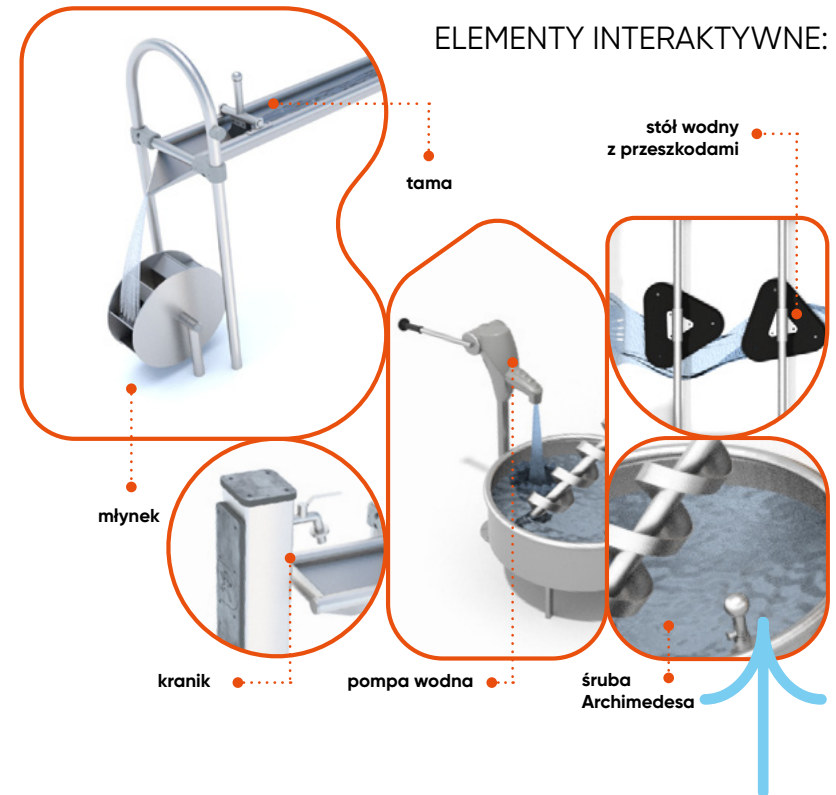 ELEMENTY INTERAKTYWNE:
stół wodny
z przeszkodami
tama
młynek
kranik
pompa wodna
śruba
Archimedesa